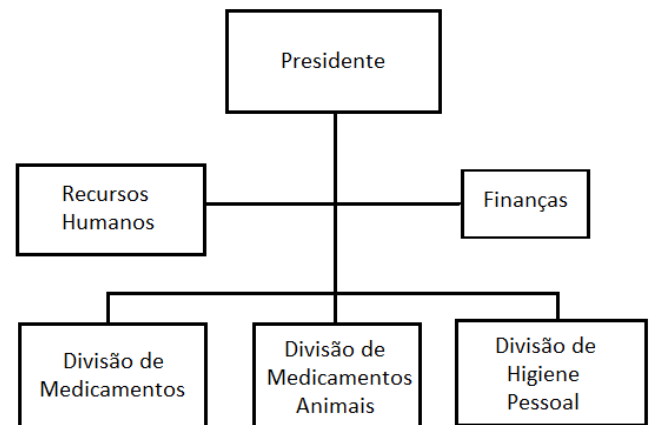 Presidente
Recursos
Humanos
Finanças
Divisão de
Medicamentos
Divisão de
Medicamentos
Animais
Divisão de
Higiene
Pessoal